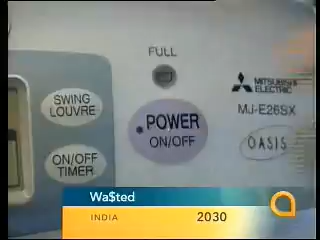 FULL
MITSUBISHI
ELECTRIC
MJ-E26SX
SWING
LOUVRE
POWER
ON/OFF
OASIS
ON/OFF
TIMER
Wa$ted
INDIA 2030